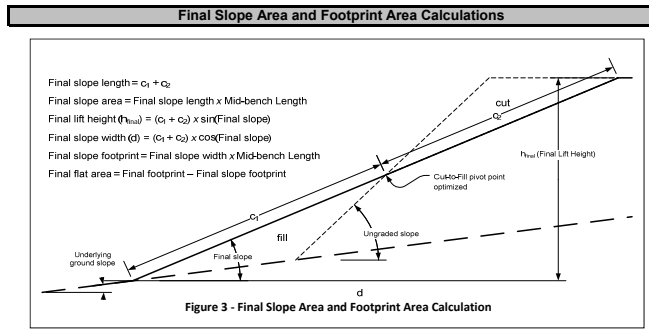 Final Slope Area and Footprint Area Calculations
Final slope length = c₁ + c₂
Final slope area = Final slope length x Mid-bench Length
Final lift height (h_final) = (c₁ + c₂) x sin(Final slope)
Final slope width (d) = (c₁ + c₂) x cos(Final slope)
Final slope footprint = Final slope width x Mid-bench Length
Final flat area = Final footprint – Final slope footprint
cut
c₂
h_final (Final Lift Height)
Cut-to-Fill pivot point
optimized
c₁
fill
Ungraded slope
Underlying
ground slope
Final slope
d
Figure 3 - Final Slope Area and Footprint Area Calculation